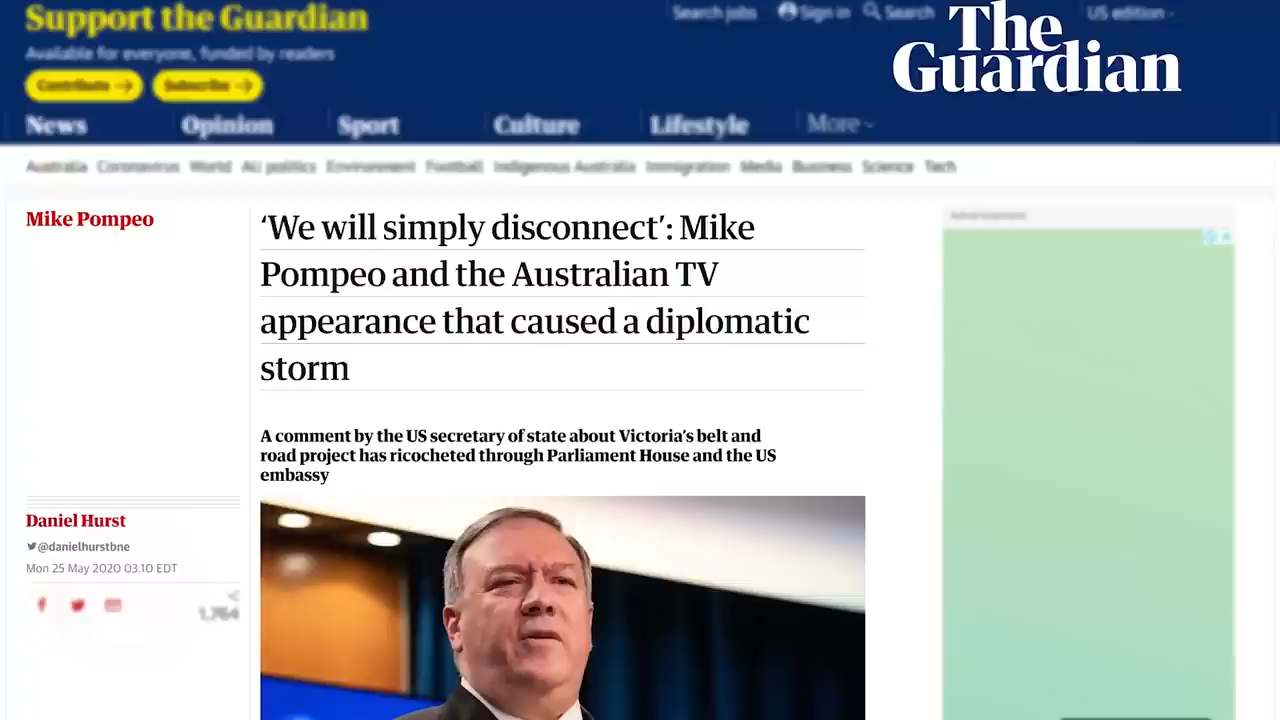 Support the Guardian
Available for everyone, funded by readers
Contribute →
Subscribe →
Search jobs
Sign in
Search
US edition
The
Guardian
News
Opinion
Sport
Culture
Lifestyle
More
Australia
Coronavirus
World
AU politics
Environment
Football
Indigenous Australia
Immigration
Media
Business
Science
Tech
Mike Pompeo
‘We will simply disconnect’: Mike
Pompeo and the Australian TV
appearance that caused a diplomatic
storm
A comment by the US secretary of state about Victoria’s belt and
road project has ricocheted through Parliament House and the US
embassy
Daniel Hurst
@danielhurstbne
Mon 25 May 2020 03.10 EDT
1,764
Advertisement